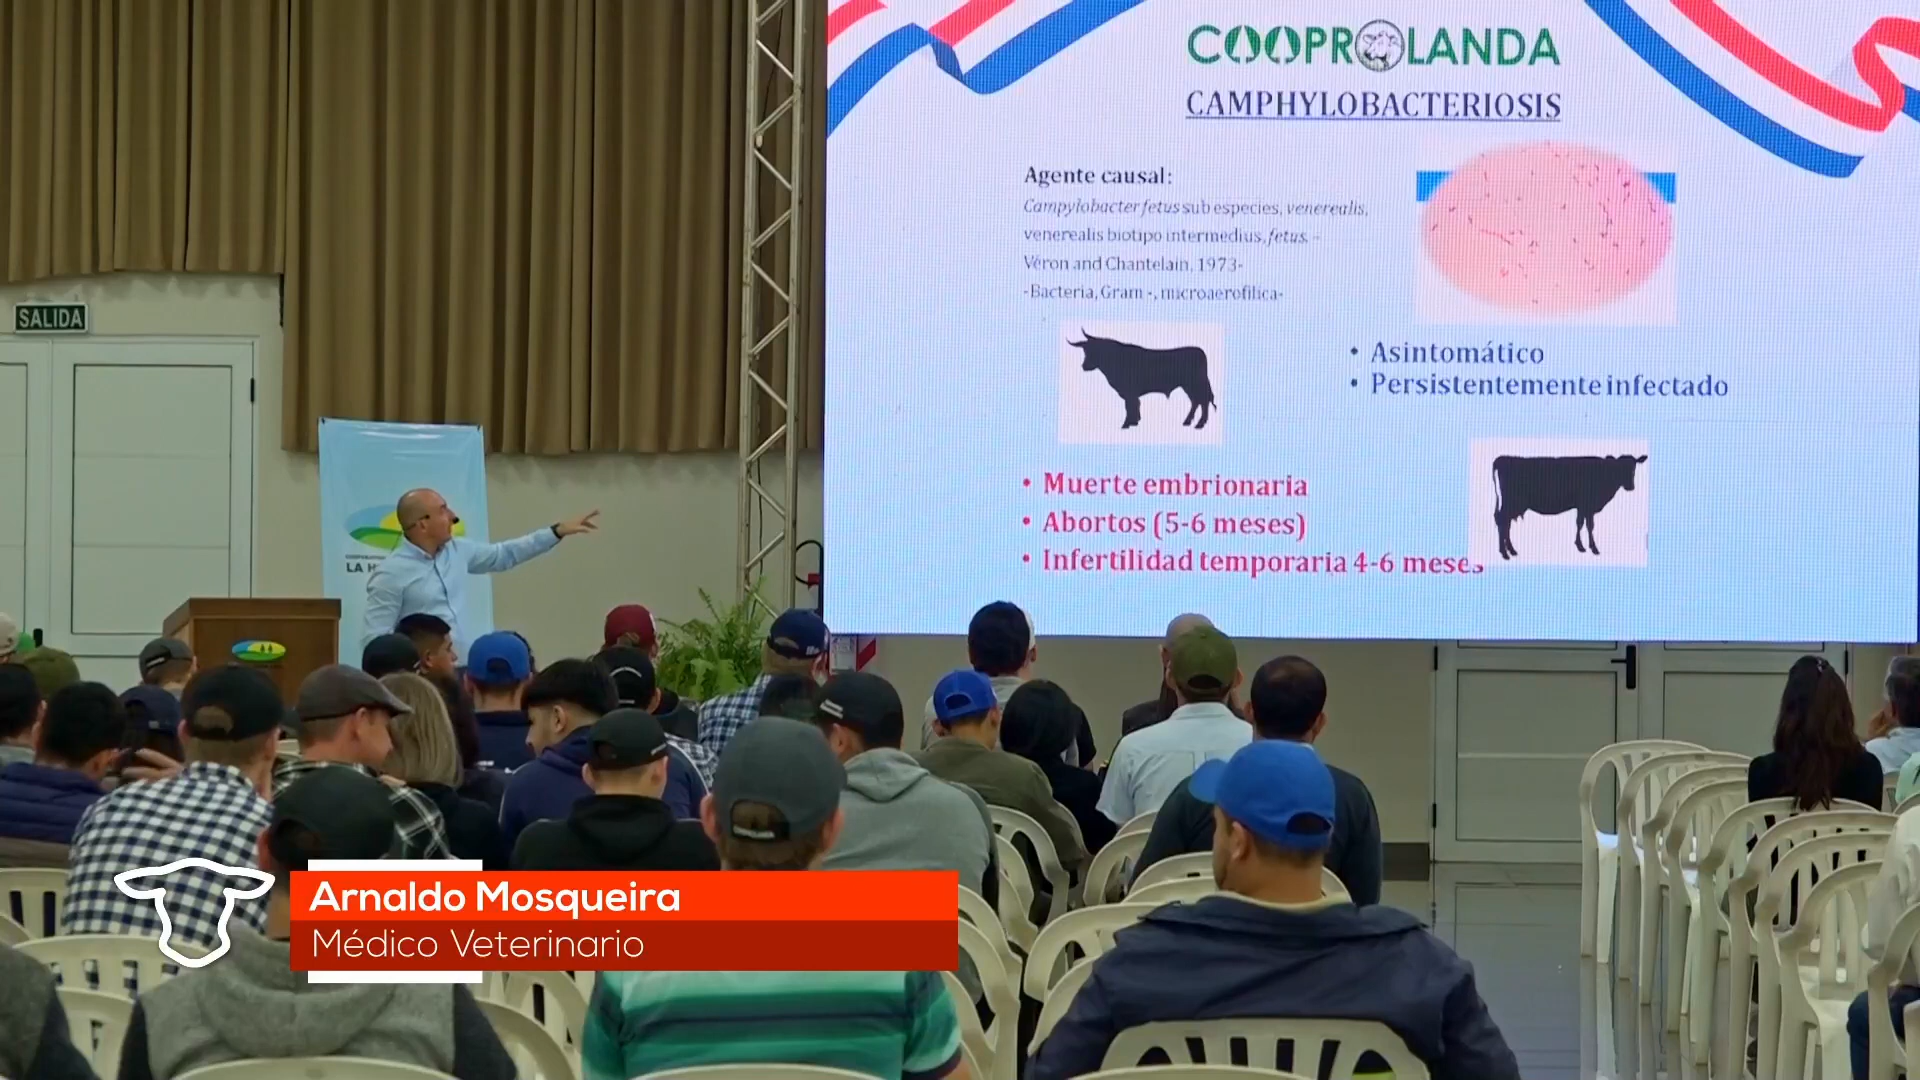 COOPROLANDA
CAMPHYLOBACTERIOSIS
Agente causal:
Campylobacter fetus sub especies, venerealis,
venerealis biotipo intermedius, fetus. -
Véron and Chantelain, 1973-
-Bacteria, Gram -, microaerofilica-
• Asintomático
• Persistentemente infectado
• Muerte embrionaria
• Abortos (5-6 meses)
• Infertilidad temporaria 4-6 meses
SALIDA
LA H
Arnaldo Mosqueira
Médico Veterinario